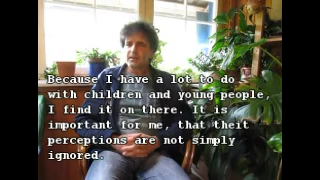 Because I have a lot to do
with children and young people,
I find it on there. It is
important for me, that theit
perceptions are not simply
ignored.